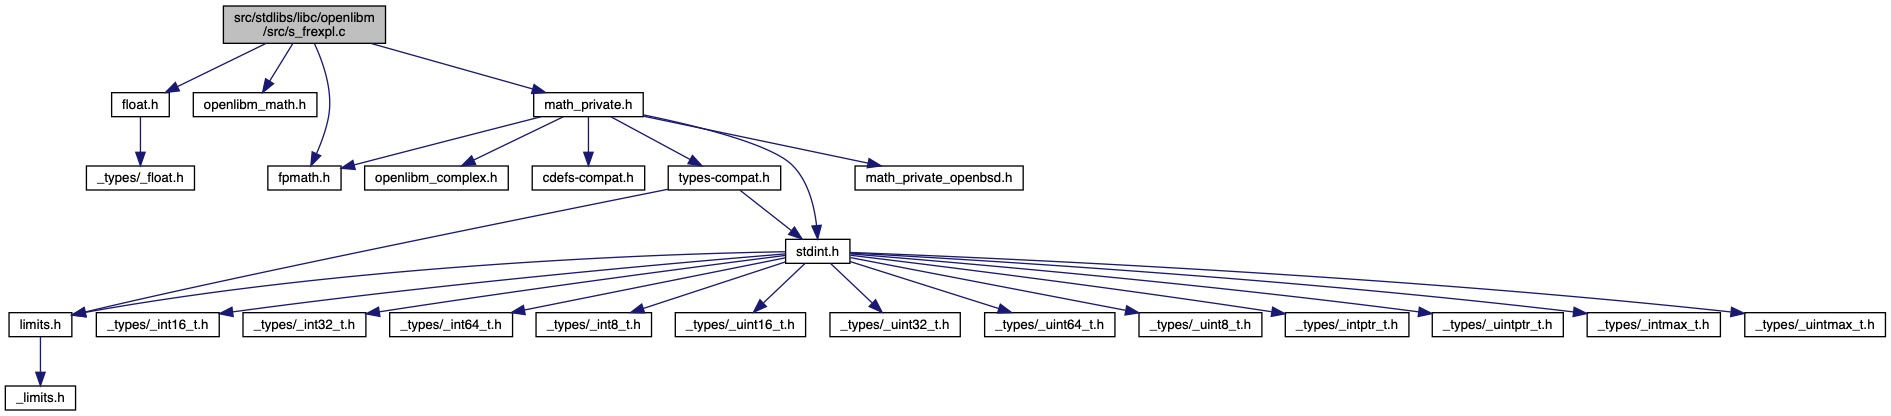 src/stdlibs/libc/openlibm
/src/s_frexpl.c
float.h
openlibm_math.h
math_private.h
_types/_float.h
fpmath.h
openlibm_complex.h
cdefs-compat.h
types-compat.h
math_private_openbsd.h
stdint.h
limits.h
_types/_int16_t.h
_types/_int32_t.h
_types/_int64_t.h
_types/_int8_t.h
_types/_uint16_t.h
_types/_uint32_t.h
_types/_uint64_t.h
_types/_uint8_t.h
_types/_intptr_t.h
_types/_uintptr_t.h
_types/_intmax_t.h
_types/_uintmax_t.h
_limits.h